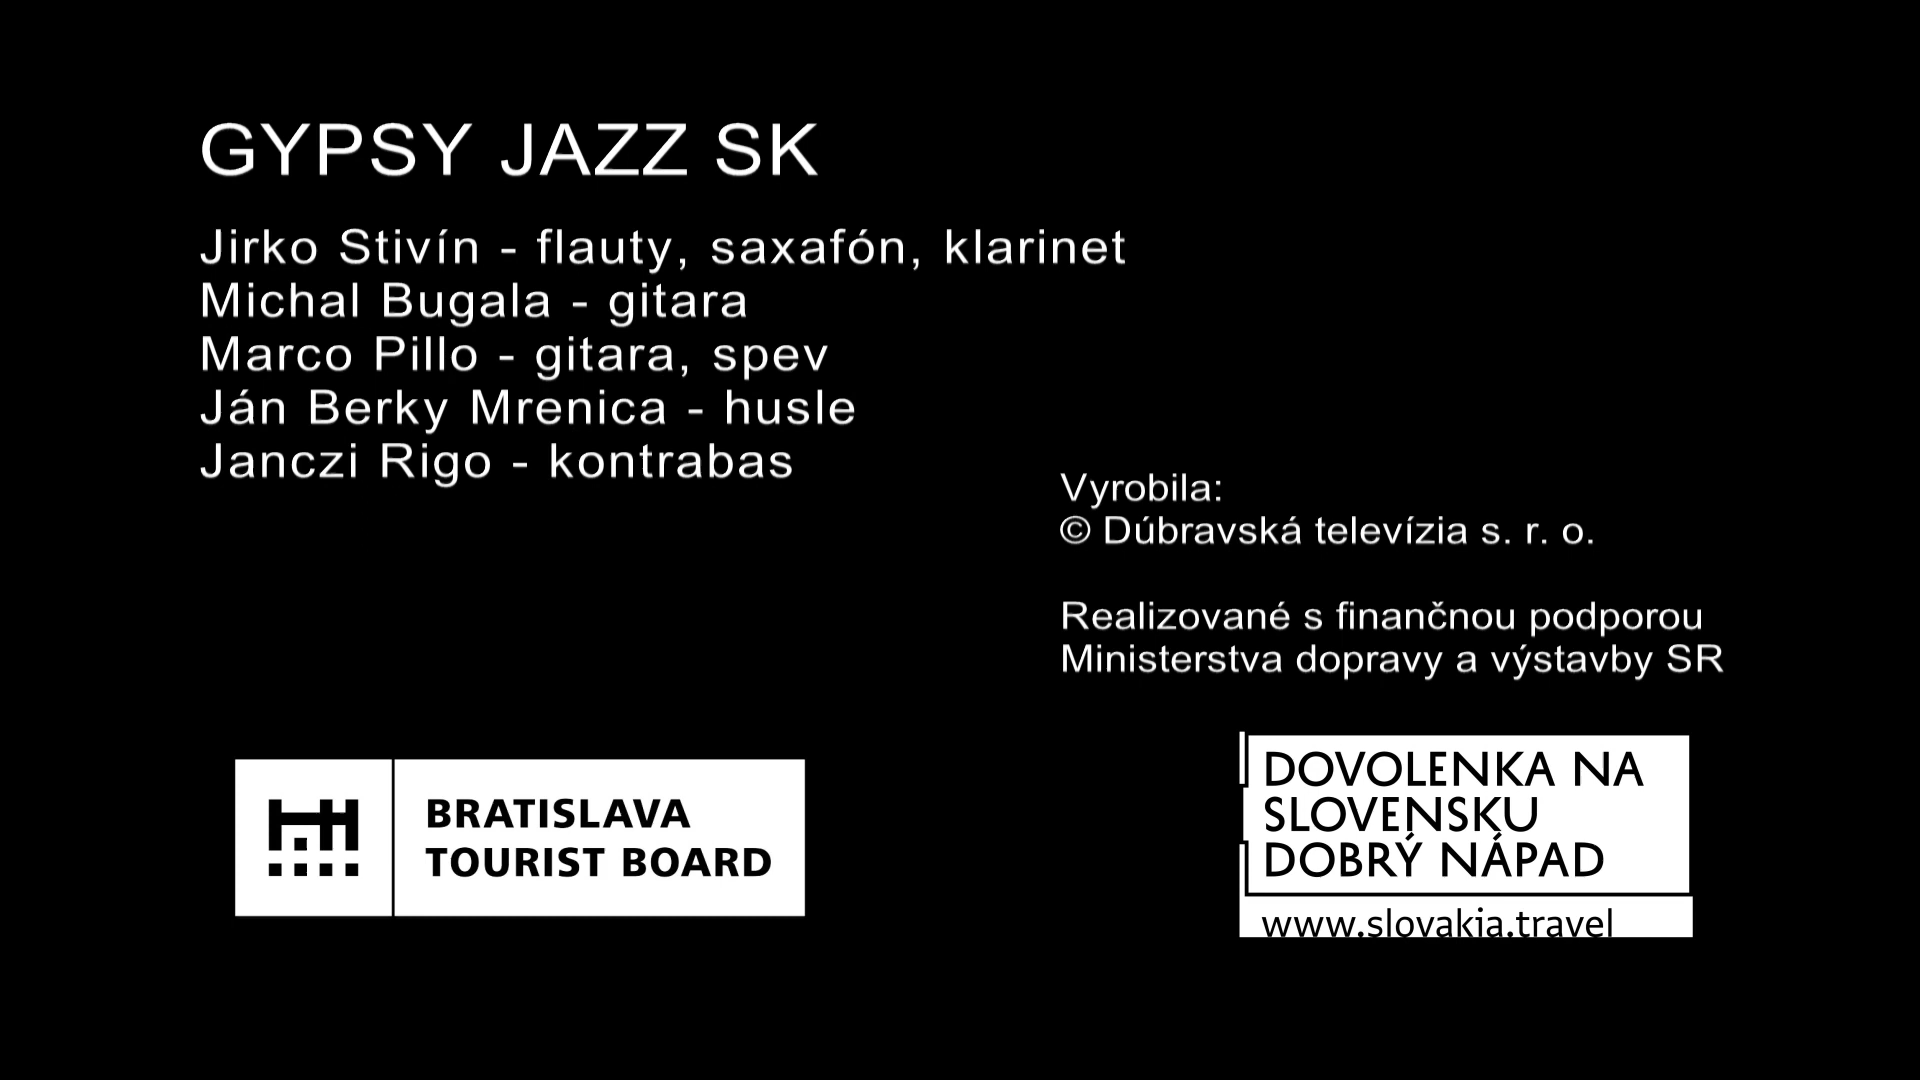 GYPSY JAZZ SK
Jirko Stivín - flauty, saxafón, klarinet
Michal Bugala - gitara
Marco Pillo - gitara, spev
Ján Berky Mrenica - husle
Janczi Rigo - kontrabas
Vyrobila:
© Dúbravská televízia s. r. o.
Realizované s finančnou podporou
Ministerstva dopravy a výstavby SR
BRATISLAVA
TOURIST BOARD
DOVOLENKA NA
SLOVENSKU
DOBRÝ NÁPAD
www.slovakia.travel